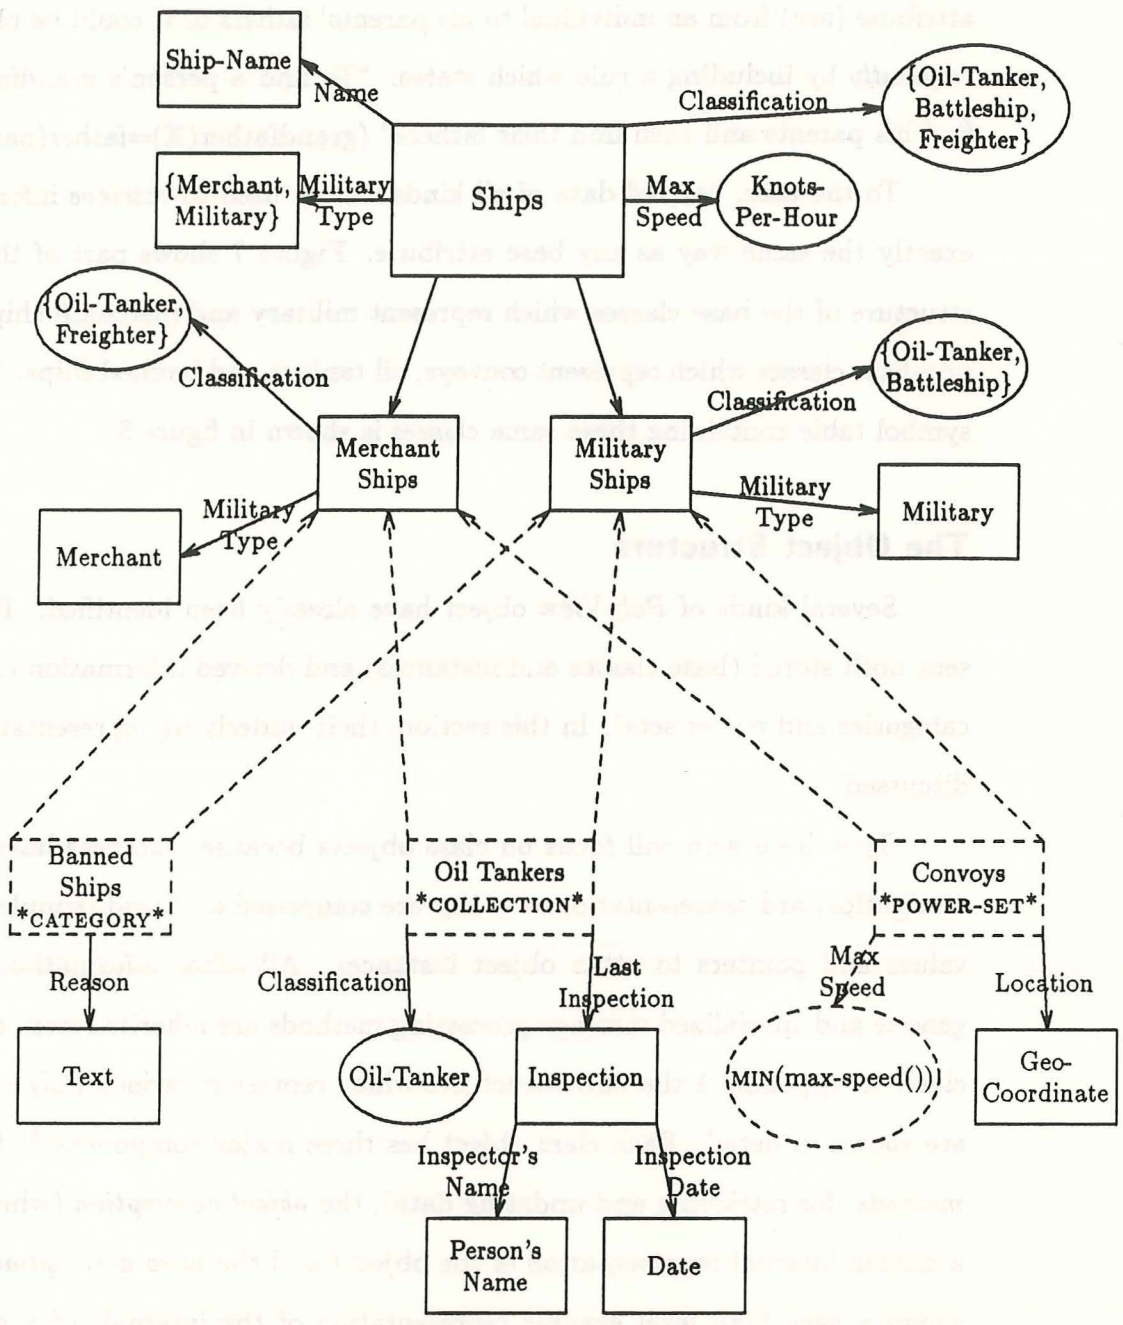 Ship-Name
Name
Classification
{Oil-Tanker,
Battleship,
Freighter}
{Merchant,
Military}
Military
Type
Ships
Max
Speed
Knots-
Per-Hour
{Oil-Tanker,
Freighter}
Classification
{Oil-Tanker,
Battleship}
Classification
Merchant
Ships
Military
Ships
Military
Type
Merchant
Military
Type
Military
Banned
Ships
*CATEGORY*
Oil Tankers
*COLLECTION*
Convoys
*POWER-SET*
Reason
Classification
Last
Inspection
Max
Speed
Location
Text
Oil-Tanker
Inspection
MIN(max-speed())
Geo-
Coordinate
Inspector's
Name
Inspection
Date
Person's
Name
Date